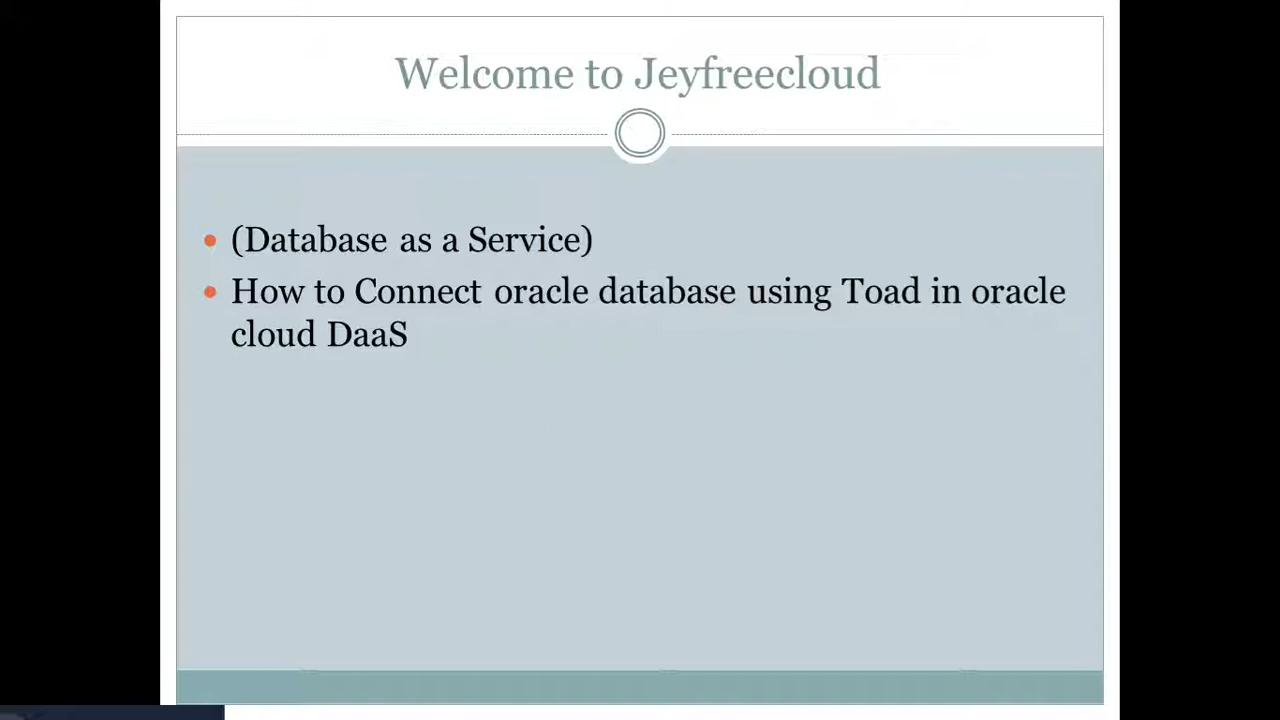 Welcome to Jeyfreecloud
(Database as a Service)
How to Connect oracle database using Toad in oracle
cloud DaaS